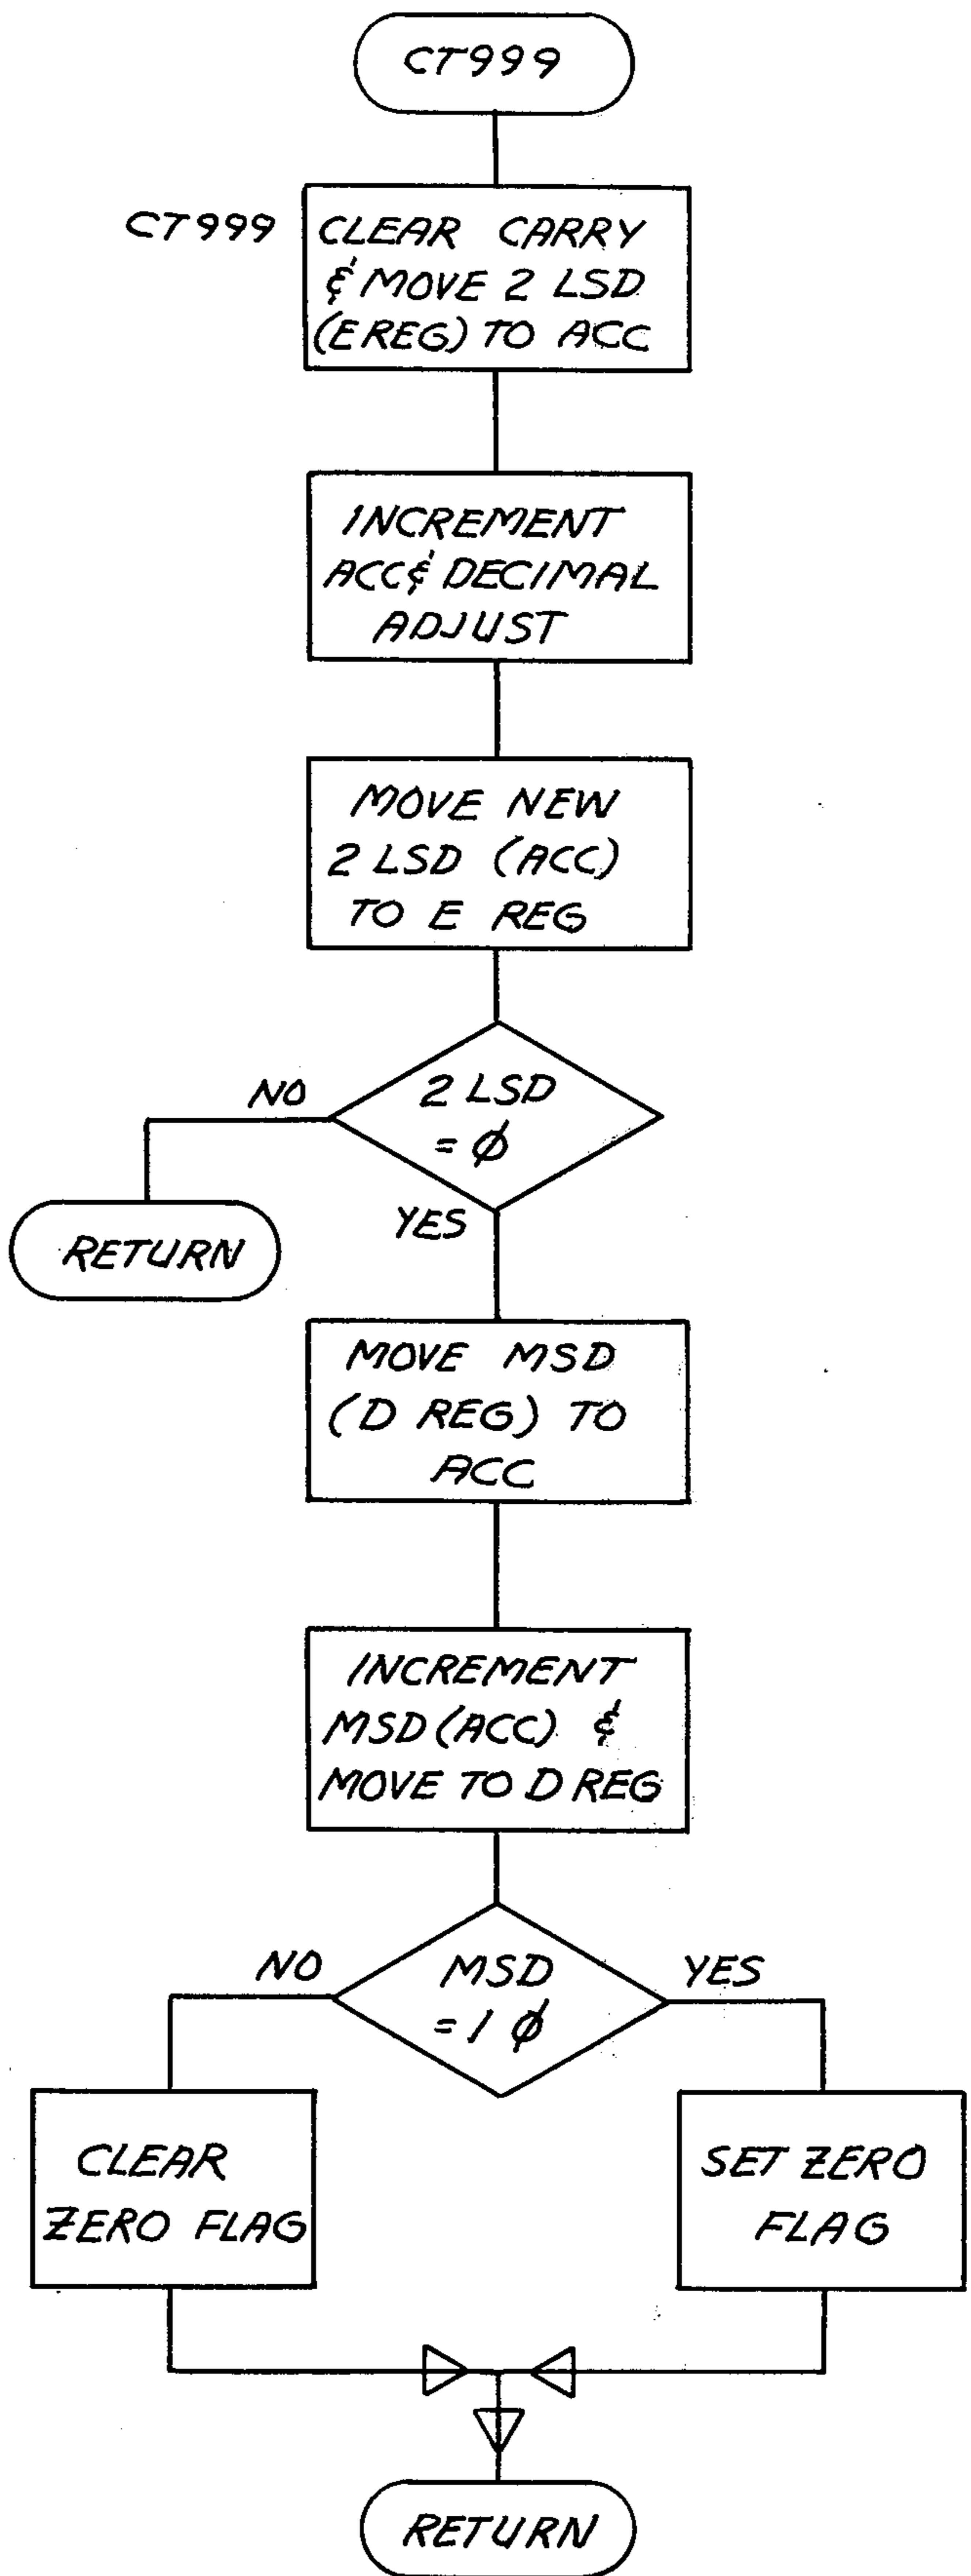 CT999
CT999
CLEAR CARRY
& MOVE 2 LSD
(E REG) TO ACC
INCREMENT
ACC & DECIMAL
ADJUST
MOVE NEW
2 LSD (ACC)
TO E REG
2 LSD
= φ
NO
YES
RETURN
MOVE MSD
(D REG) TO
ACC
INCREMENT
MSD (ACC) &
MOVE TO D REG
MSD
= 1 φ
NO
YES
CLEAR
ZERO FLAG
SET ZERO
FLAG
RETURN